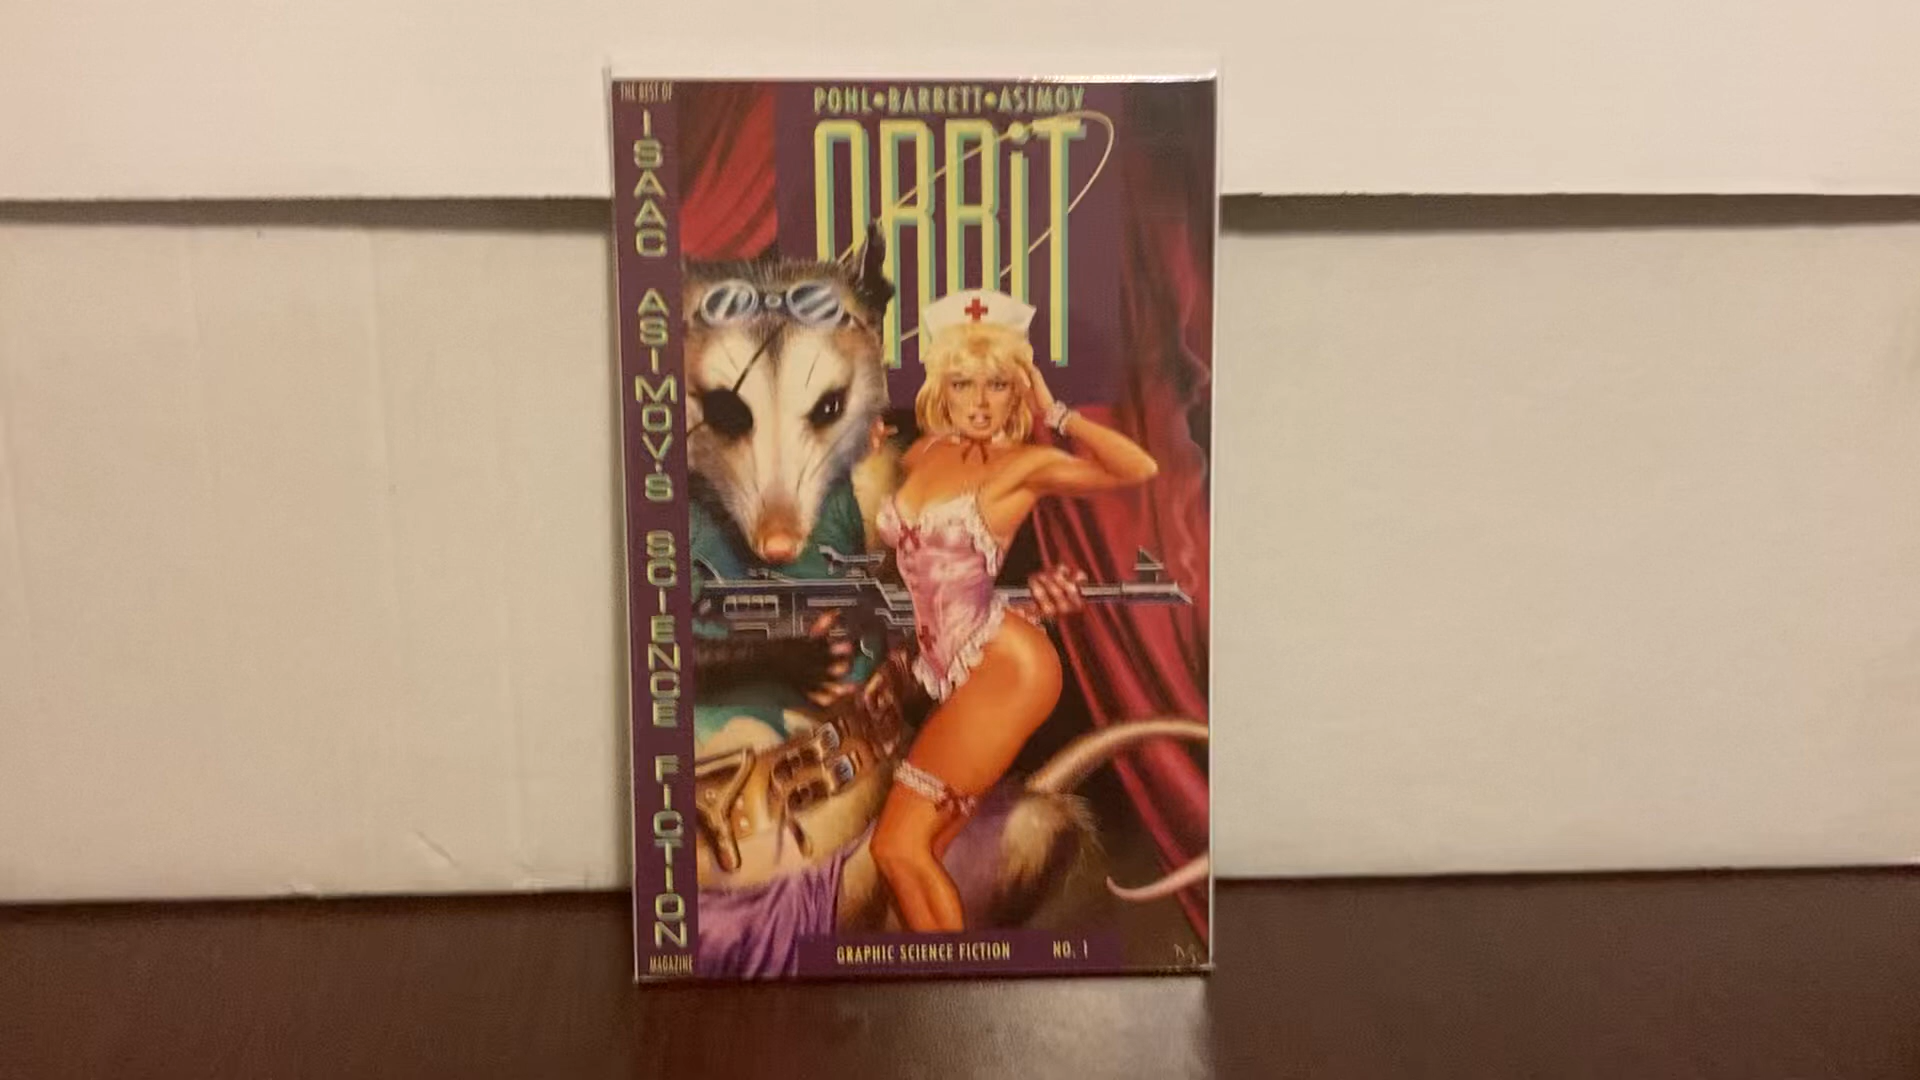 THE BEST OF
ISAAC ASIMOV'S SCIENCE FICTION
MAGAZINE
POHL•BARRETT•ASIMOV
ORBiT
GRAPHIC SCIENCE FICTION NO. 1